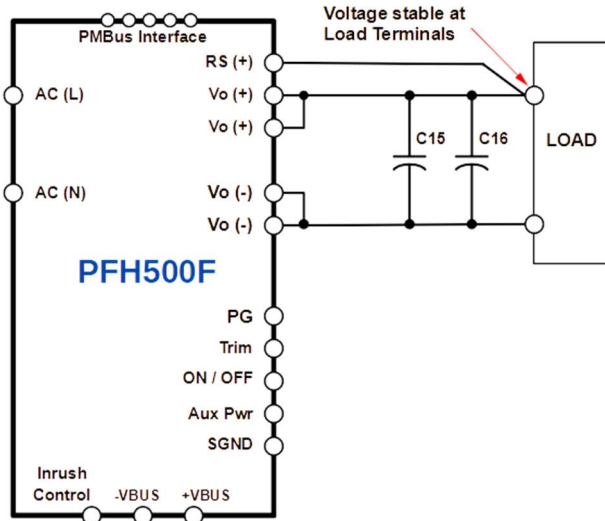 Voltage stable at
Load Terminals
PMBus Interface
RS (+)
AC (L)
Vo (+)
Vo (+)
C15
C16
LOAD
AC (N)
Vo (-)
Vo (-)
PFH500F
PG
Trim
ON / OFF
Aux Pwr
SGND
Inrush
Control
-VBUS
+VBUS